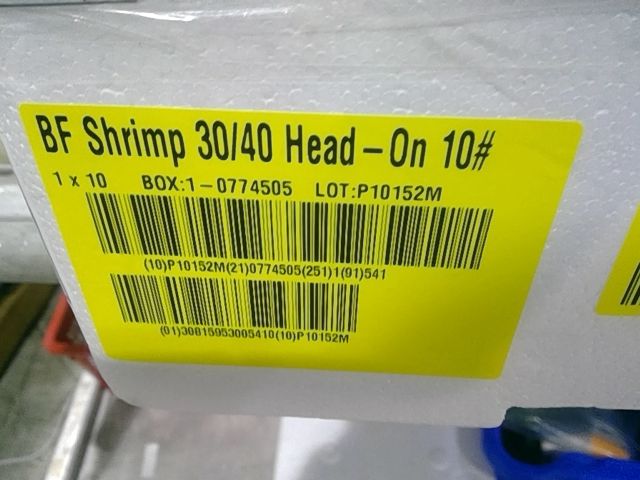 BF Shrimp 30/40 Head-On 10#
1 x 10 BOX:1-0774505 LOT:P10152M
(10)P10152M(21)0774505(251)1(91)541
(01)30815953005410(10)P10152M